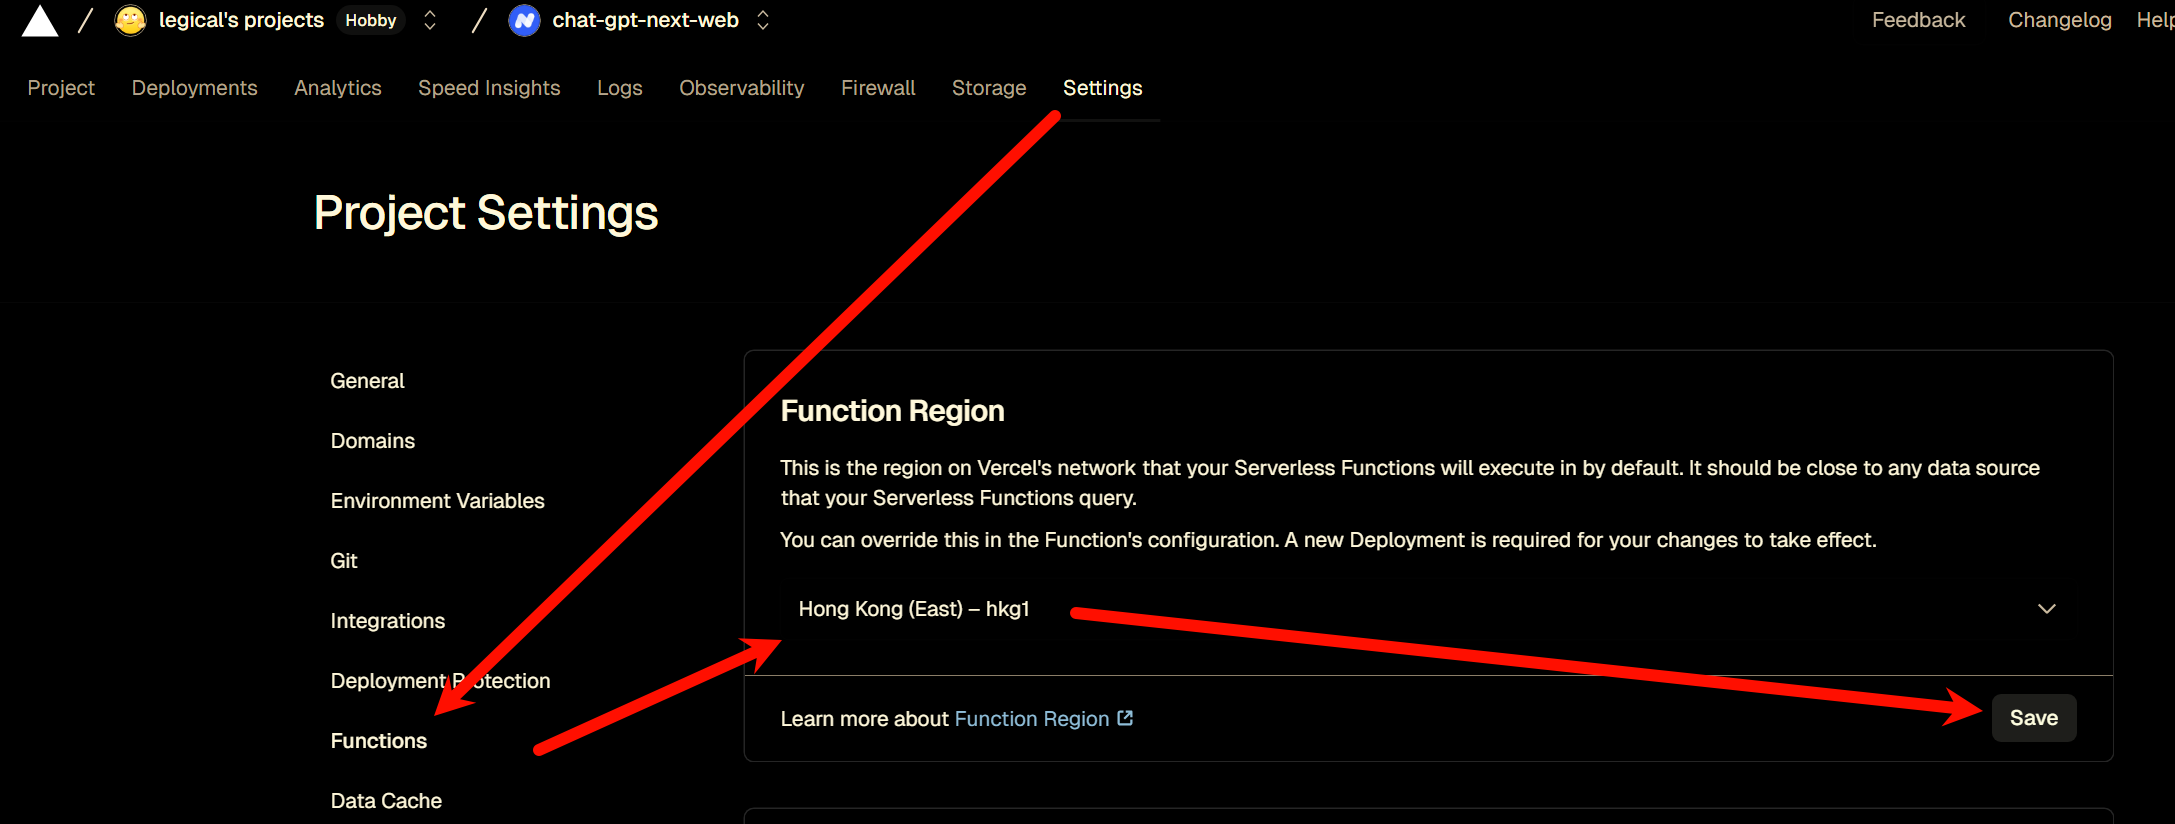 legical's projects Hobby chat-gpt-next-web Feedback Changelog Help
Project Deployments Analytics Speed Insights Logs Observability Firewall Storage Settings
Project Settings
General
Domains
Environment Variables
Git
Integrations
Deployment Protection
Functions
Data Cache
Function Region
This is the region on Vercel's network that your Serverless Functions will execute in by default. It should be close to any data source
that your Serverless Functions query.
You can override this in the Function's configuration. A new Deployment is required for your changes to take effect.
Hong Kong (East) – hkg1
Learn more about Function Region
Save